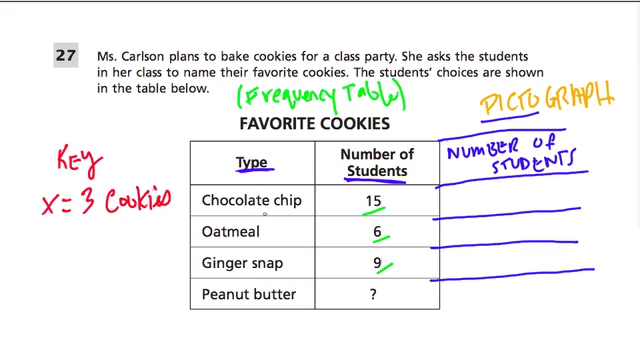 27 Ms. Carlson plans to bake cookies for a class party. She asks the students
in her class to name their favorite cookies. The students' choices are shown
in the table below.
(Frequency Table)
PICTOGRAPH
FAVORITE COOKIES
KEY
X = 3 Cookies
Type
Number of
Students
NUMBER of
STUDENTS
Chocolate chip 15
Oatmeal 6
Ginger snap 9
Peanut butter ?